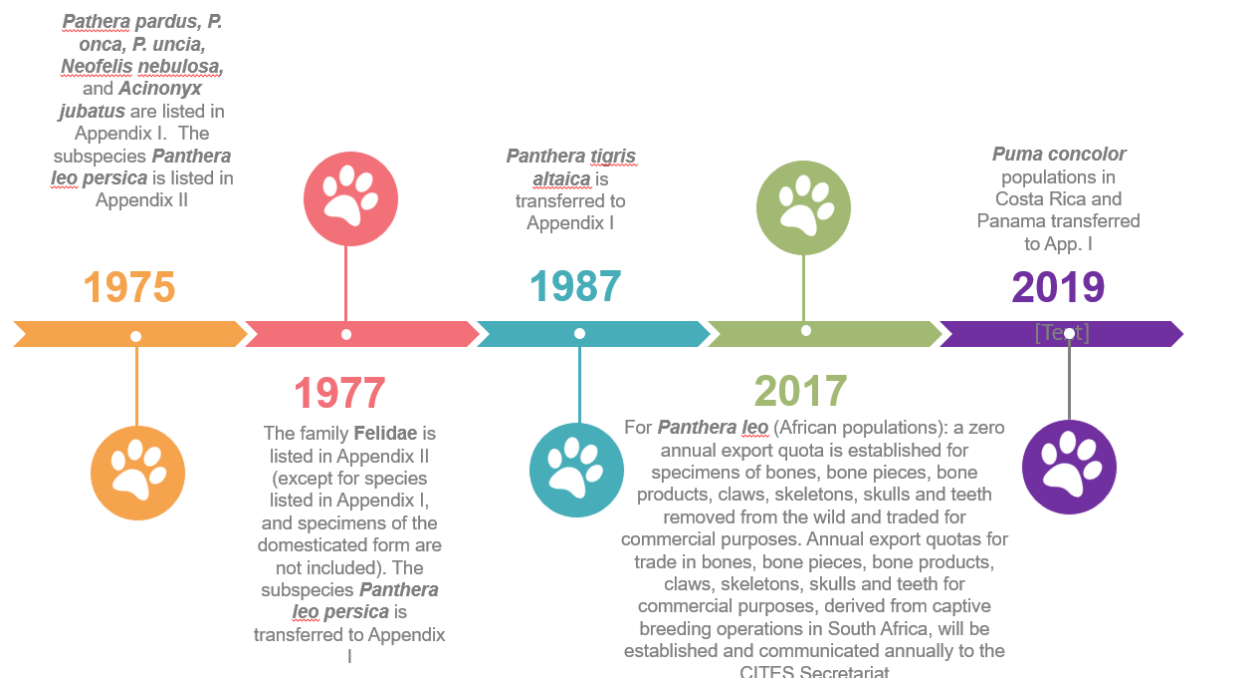 Pathera pardus, P.
onca, P. uncia,
Neofelis nebulosa,
and Acinonyx
jubatus are listed in
Appendix I.  The
subspecies Panthera
leo persica is listed in
Appendix II
1975
1977
The family Felidae is
listed in Appendix II
(except for species
listed in Appendix I,
and specimens of the
domesticated form are
not included). The
subspecies Panthera
leo persica is
transferred to Appendix
I
Panthera tigris
altaica is
transferred to
Appendix I
1987
2017
For Panthera leo (African populations): a zero
annual export quota is established for
specimens of bones, bone pieces, bone
products, claws, skeletons, skulls and teeth
removed from the wild and traded for
commercial purposes. Annual export quotas for
trade in bones, bone pieces, bone products,
claws, skeletons, skulls and teeth for
commercial purposes, derived from captive
breeding operations in South Africa, will be
established and communicated annually to the
CITES Secretariat
Puma concolor
populations in
Costa Rica and
Panama transferred
to App. I
2019
[Text]